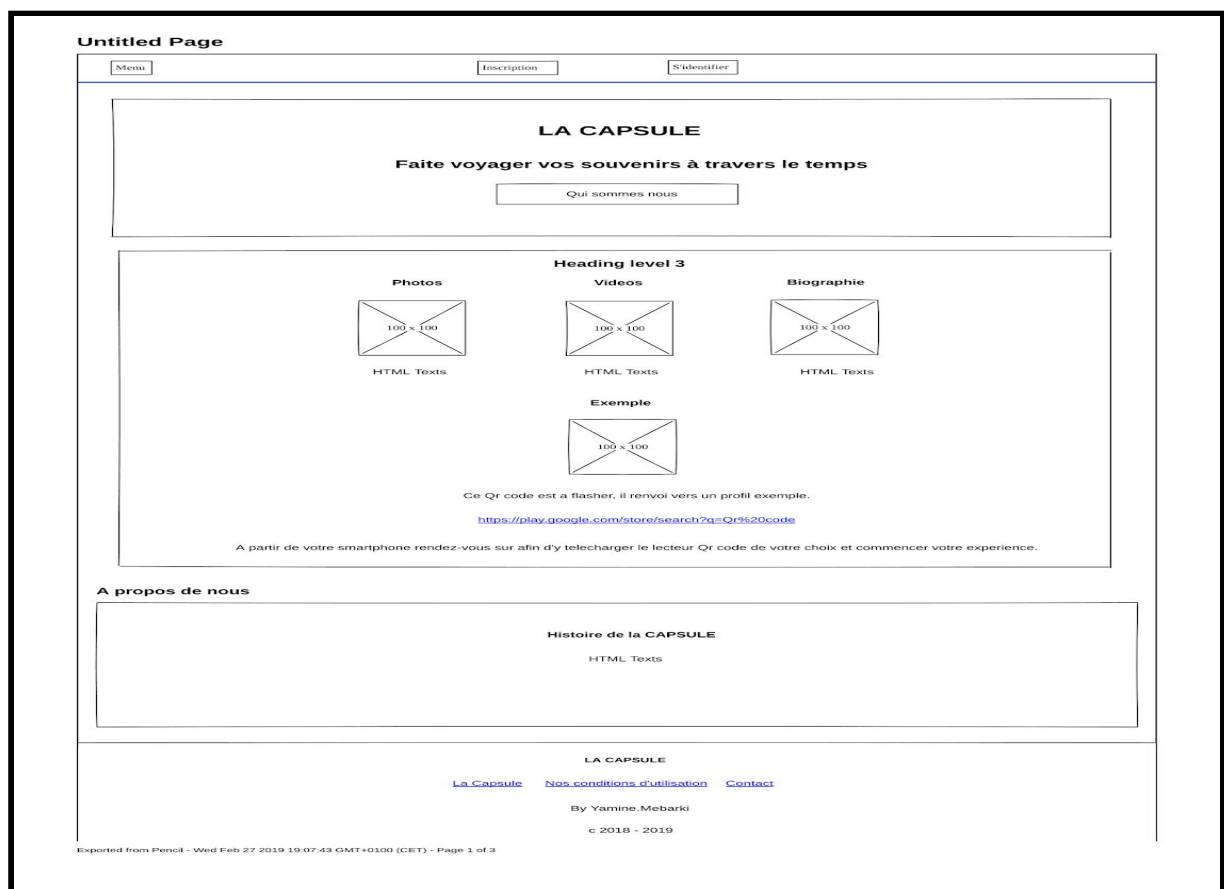 Untitled Page
Menu Inscription S'identifier
LA CAPSULE
Faite voyager vos souvenirs à travers le temps
Qui sommes nous
Heading level 3
Photos Videos Biographie
100 x 100 100 x 100 100 x 100
HTML Texts HTML Texts HTML Texts
Exemple
100 x 100
Ce Qr code est a flasher, il renvoi vers un profil exemple.
https://play.google.com/store/search?q=Qr%20code
A partir de votre smartphone rendez-vous sur afin d'y telecharger le lecteur Qr code de votre choix et commencer votre experience.
A propos de nous
Histoire de la CAPSULE
HTML Texts
LA CAPSULE
La Capsule Nos conditions d'utilisation Contact
By Yamine.Mebarki
c 2018 - 2019
Exported from Pencil - Wed Feb 27 2019 19:07:43 GMT+0100 (CET) - Page 1 of 3